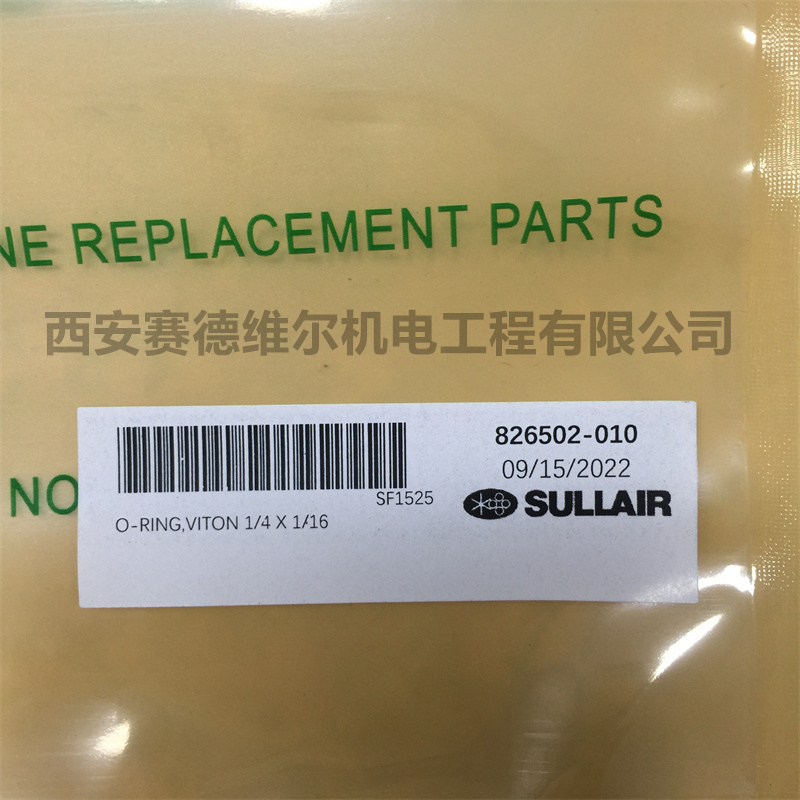 NE REPLACEMENT PARTS
西安赛德维尔机电工程有限公司
826502-010
09/15/2022
SF1525
SULLAIR
O-RING,VITON 1/4 X 1/16
NO